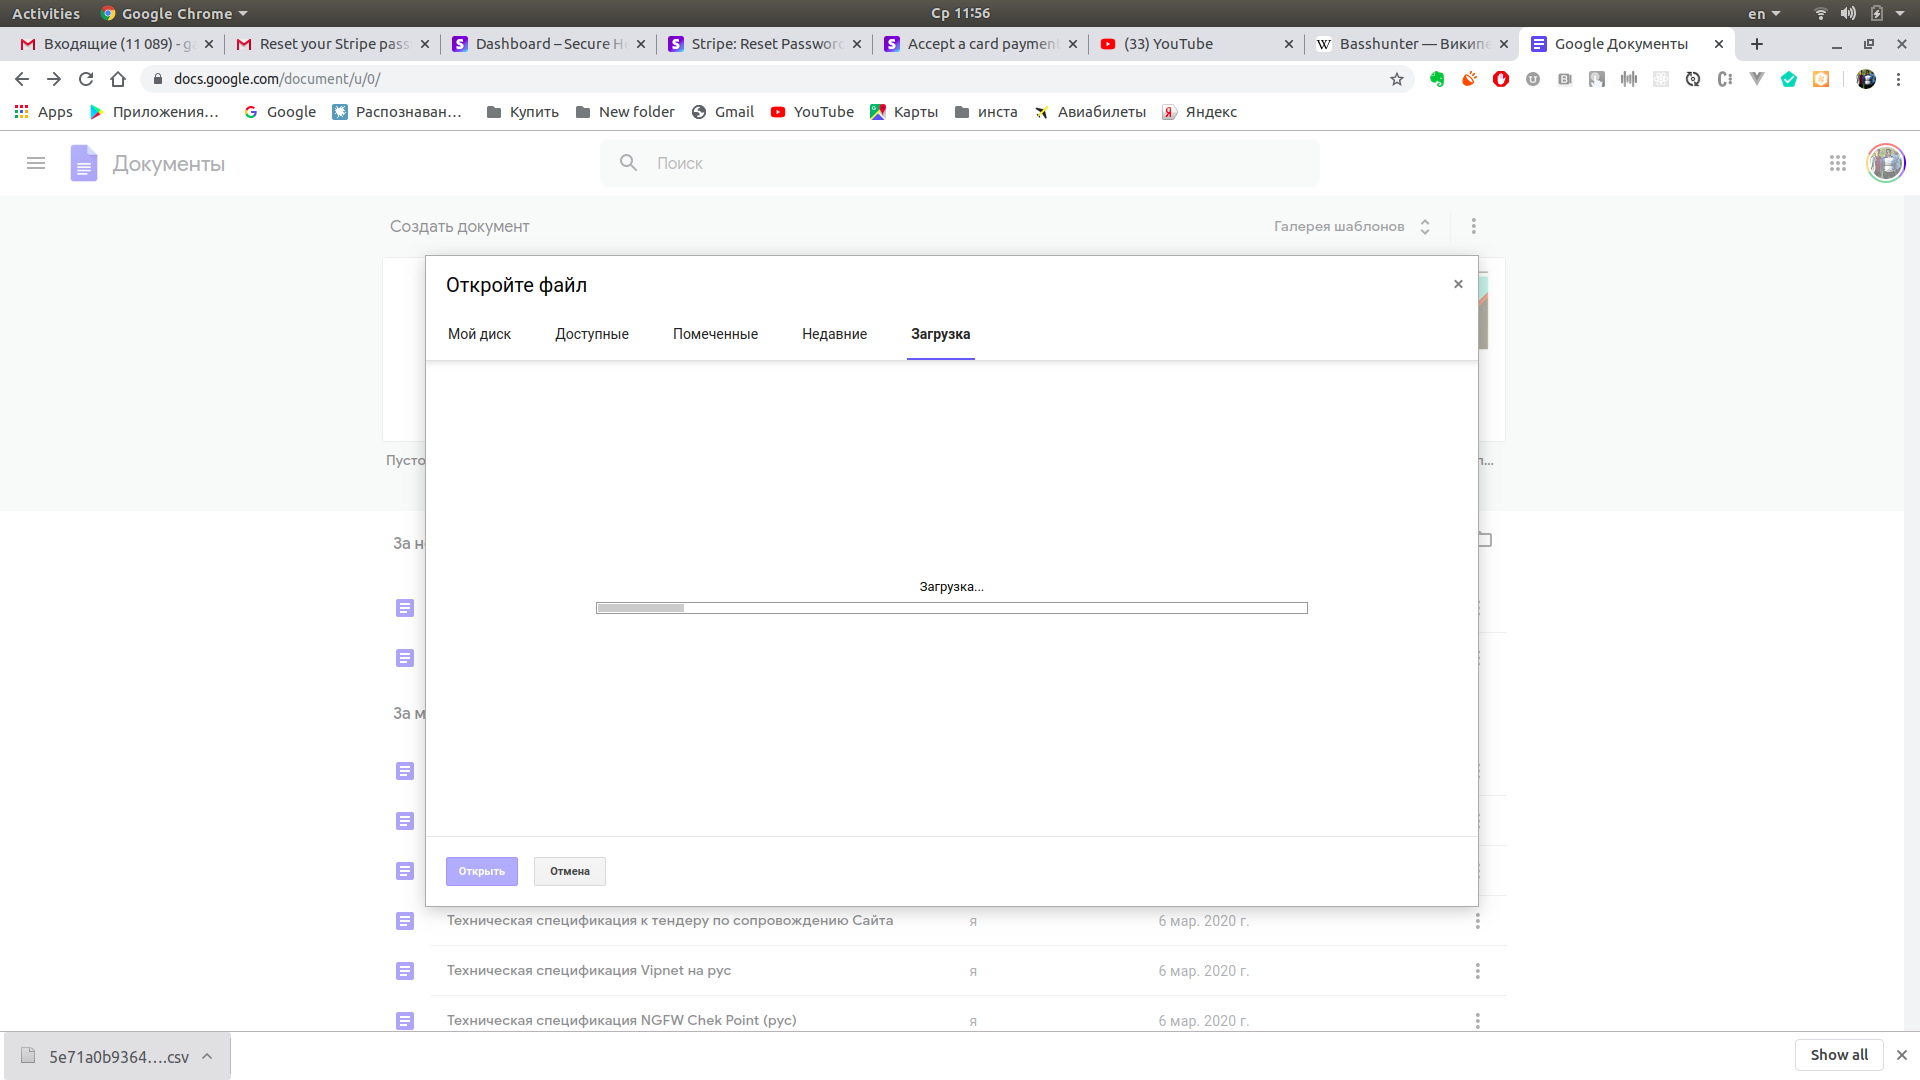 Activities
Google Chrome
Ср 11:56
en
Входящие (11 089) - g
Reset your Stripe pas
Dashboard – Secure H
Stripe: Reset Passwor
Accept a card paymen
(33) YouTube
Basshunter — Викип
Google Документы
docs.google.com/document/u/0/
Apps
Приложения…
Google
Распознаван…
Купить
New folder
Gmail
YouTube
Карты
инста
Авиабилеты
Яндекс
Документы
Поиск
Создать документ
Галерея шаблонов
Откройте файл
Мой диск
Доступные
Помеченные
Недавние
Загрузка
Пусто
За н
За м
Загрузка...
Открыть
Отмена
Техническая спецификация к тендеру по сопровождению Сайта
я
6 мар. 2020 г.
Техническая спецификация Vipnet на рус
я
6 мар. 2020 г.
Техническая спецификация NGFW Chek Point (рус)
я
6 мар. 2020 г.
5e71a0b9364….csv
Show all